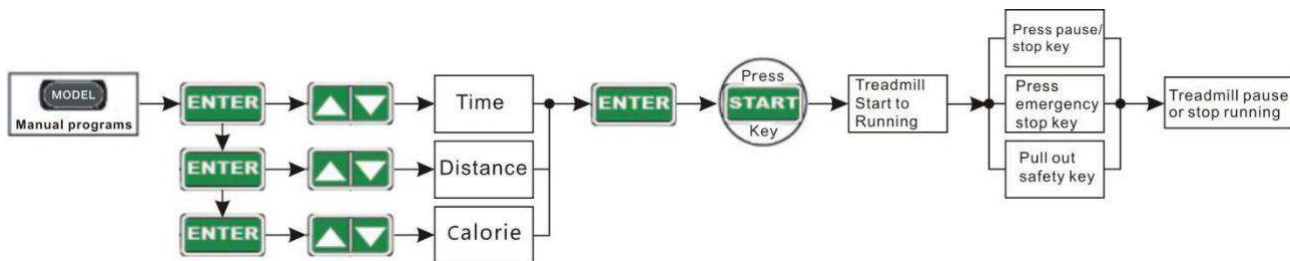 MODEL
Manual programs
ENTER
Time
ENTER
Distance
ENTER
Calorie
ENTER
Press
START
Key
Treadmill
Start to
Running
Press pause/
stop key
Press
emergency
stop key
Pull out
safety key
Treadmill pause
or stop running